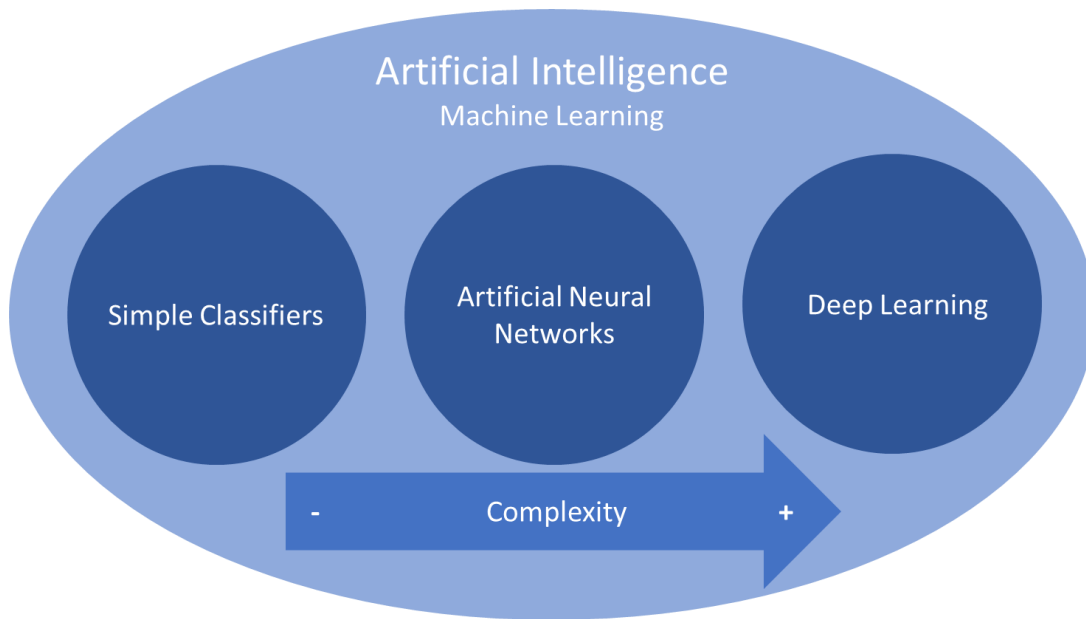 Artificial Intelligence
Machine Learning
Simple Classifiers
Artificial Neural
Networks
Deep Learning
- Complexity +